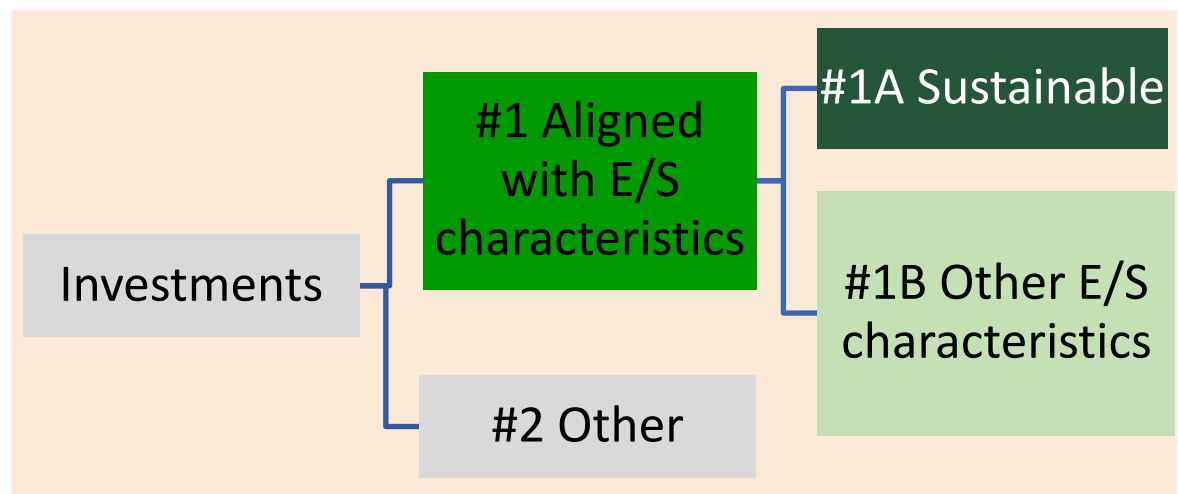 Investments
#1 Aligned
with E/S
characteristics
#2 Other
#1A Sustainable
#1B Other E/S
characteristics